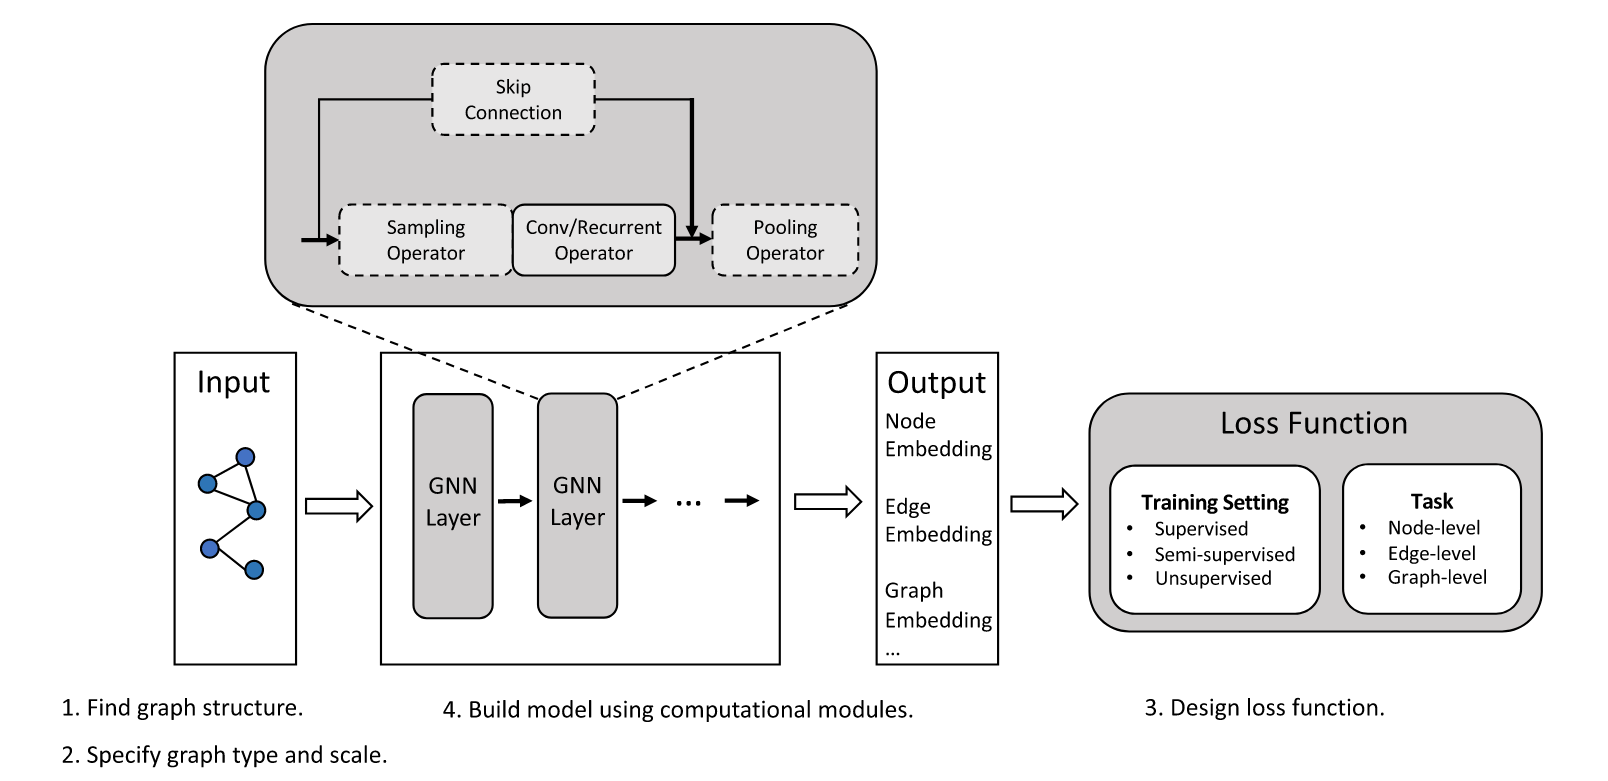 Skip
Connection
Sampling
Operator
Conv/Recurrent
Operator
Pooling
Operator
Input
GNN
Layer
GNN
Layer
...
Output
Node
Embedding
Edge
Embedding
Graph
Embedding
...
Loss Function
Training Setting
• Supervised
• Semi-supervised
• Unsupervised
Task
• Node-level
• Edge-level
• Graph-level
1. Find graph structure.
2. Specify graph type and scale.
4. Build model using computational modules.
3. Design loss function.